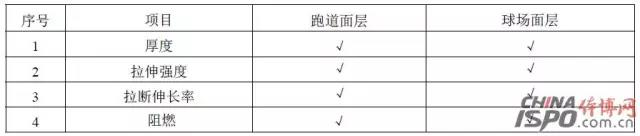 序号 项目 跑道面层 球场面层
1 厚度 √ √
2 拉伸强度 √ √
3 拉断伸长率 √ √
4 阻燃 √ √
CHINA 体博网
ISPO.com.cn